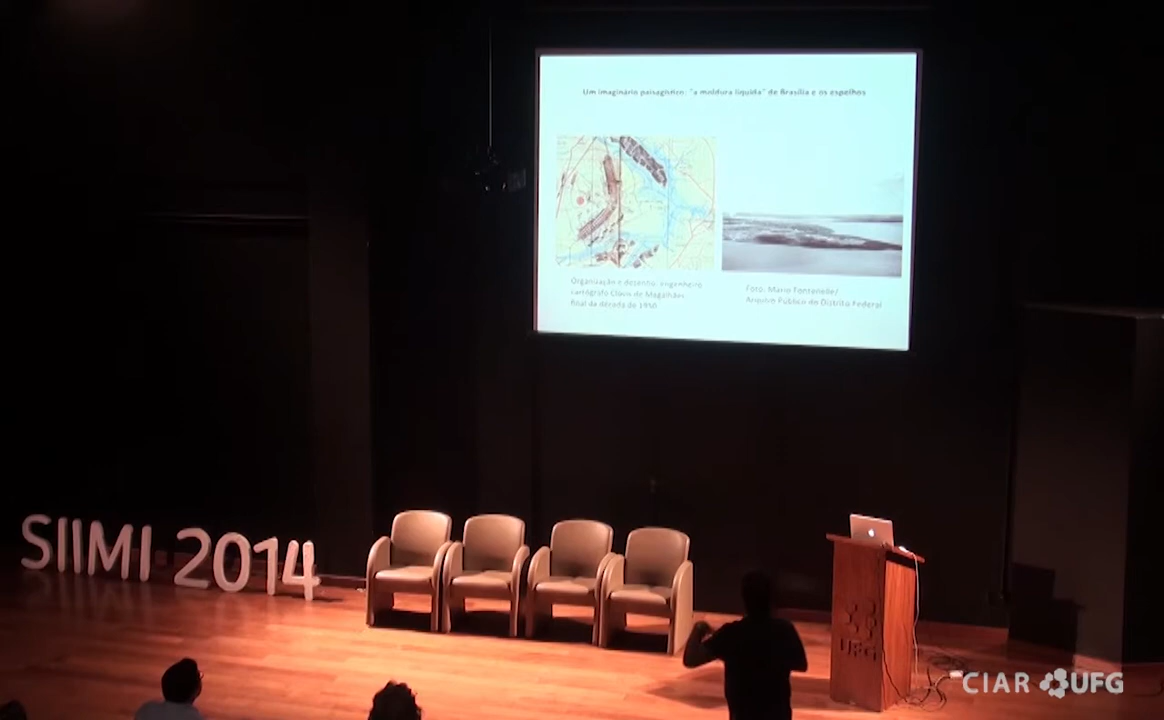 Um imaginário paisagístico: "a moldura líquida" de Brasília e os espelhos
Organização e desenho: engenheiro
cartógrafo Clóvis de Magalhães
final da década de 1950
Foto: Mario Fontenelle/
Arquivo Público do Distrito Federal
SIIMI 2014
UFG
CIAR UFG